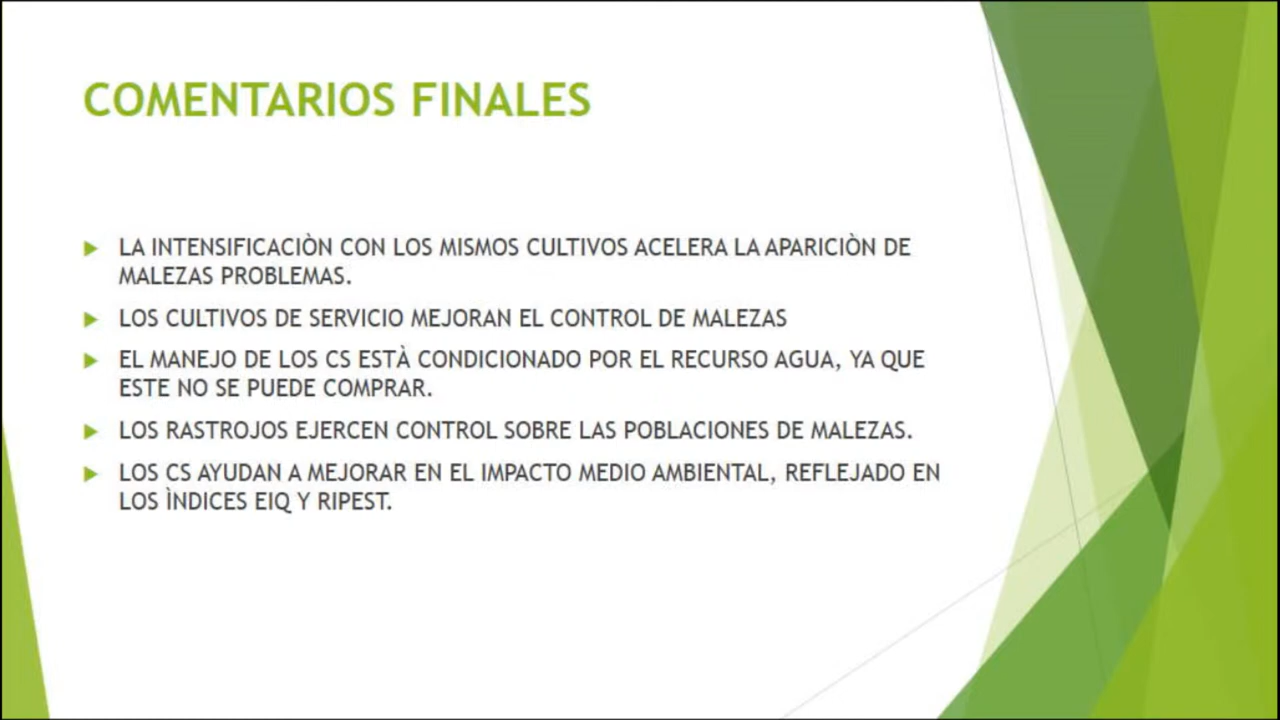 COMENTARIOS FINALES
LA INTENSIFICACIÒN CON LOS MISMOS CULTIVOS ACELERA LA APARICIÒN DE
MALEZAS PROBLEMAS.
LOS CULTIVOS DE SERVICIO MEJORAN EL CONTROL DE MALEZAS
EL MANEJO DE LOS CS ESTÀ CONDICIONADO POR EL RECURSO AGUA, YA QUE
ESTE NO SE PUEDE COMPRAR.
LOS RASTROJOS EJERCEN CONTROL SOBRE LAS POBLACIONES DE MALEZAS.
LOS CS AYUDAN A MEJORAR EN EL IMPACTO MEDIO AMBIENTAL, REFLEJADO EN
LOS ÌNDICES EIQ Y RIPEST.